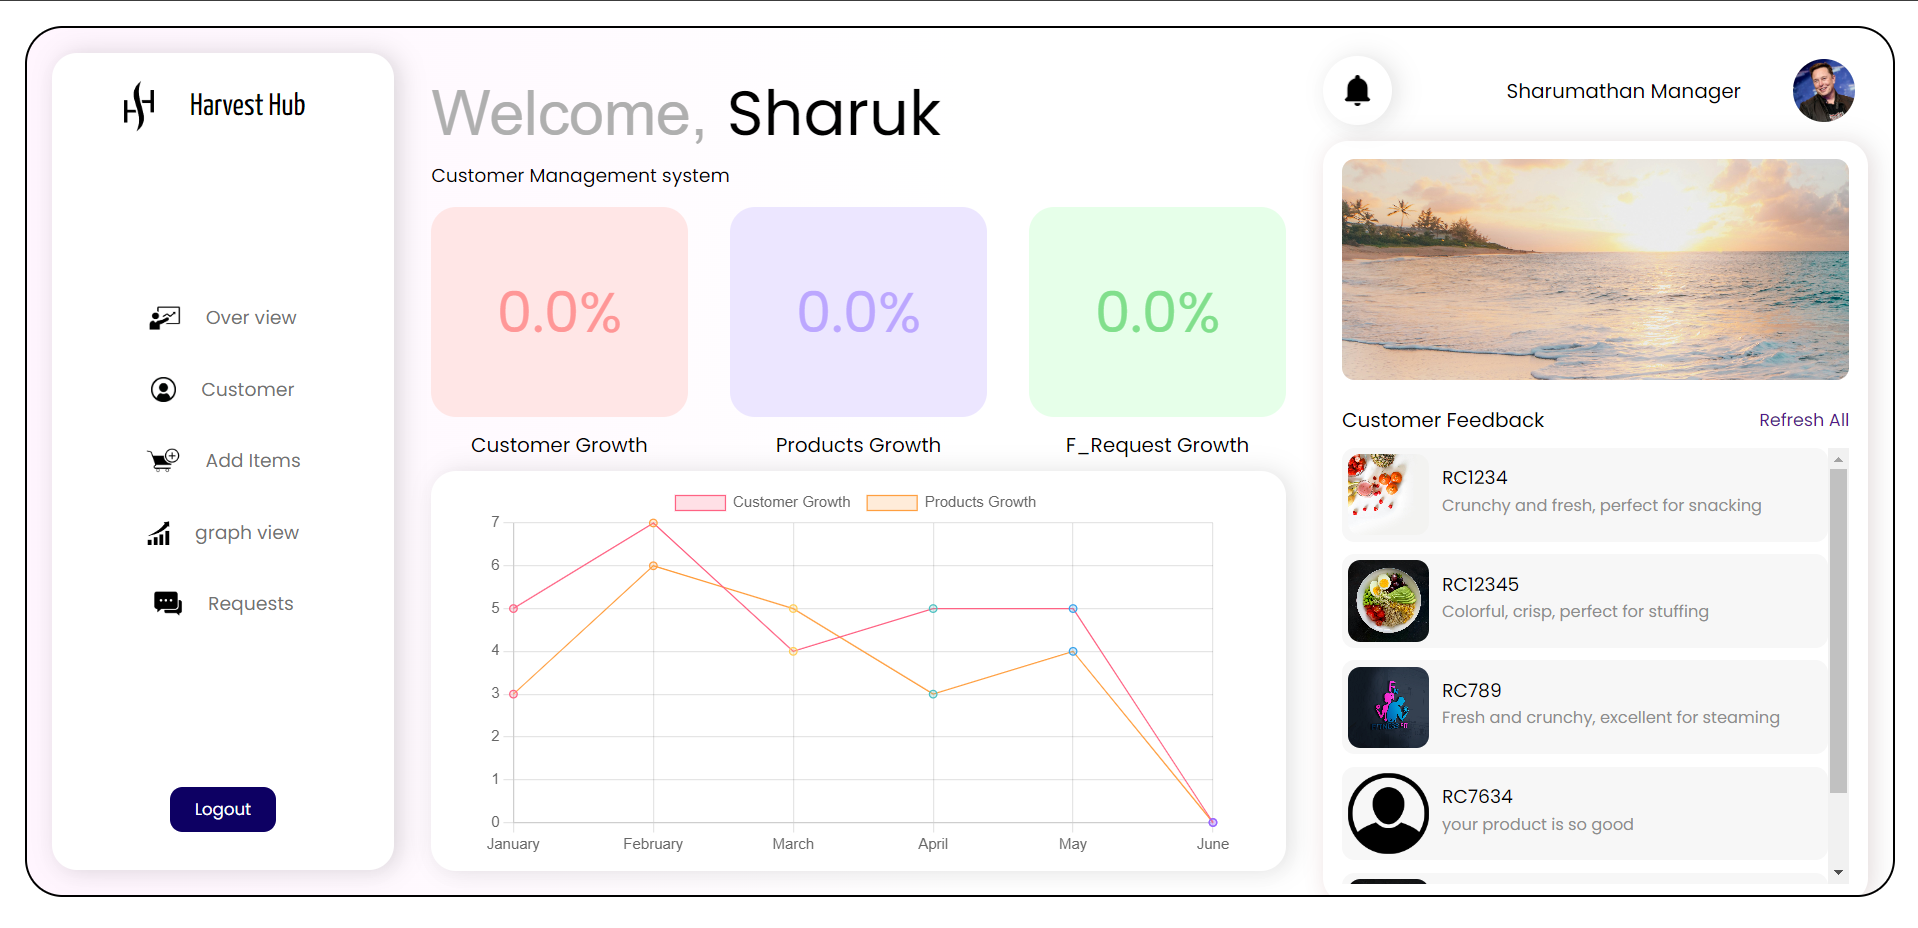 Harvest Hub
Over view
Customer
Add Items
graph view
Requests
Logout
Welcome, Sharuk
Customer Management system
0.0%
0.0%
0.0%
Customer Growth
Products Growth
F_Request Growth
Customer Growth
Products Growth
7
6
5
4
3
2
1
0
January
February
March
April
May
June
Sharumathan Manager
Customer Feedback
Refresh All
RC1234
Crunchy and fresh, perfect for snacking
RC12345
Colorful, crisp, perfect for stuffing
RC789
Fresh and crunchy, excellent for steaming
RC7634
your product is so good